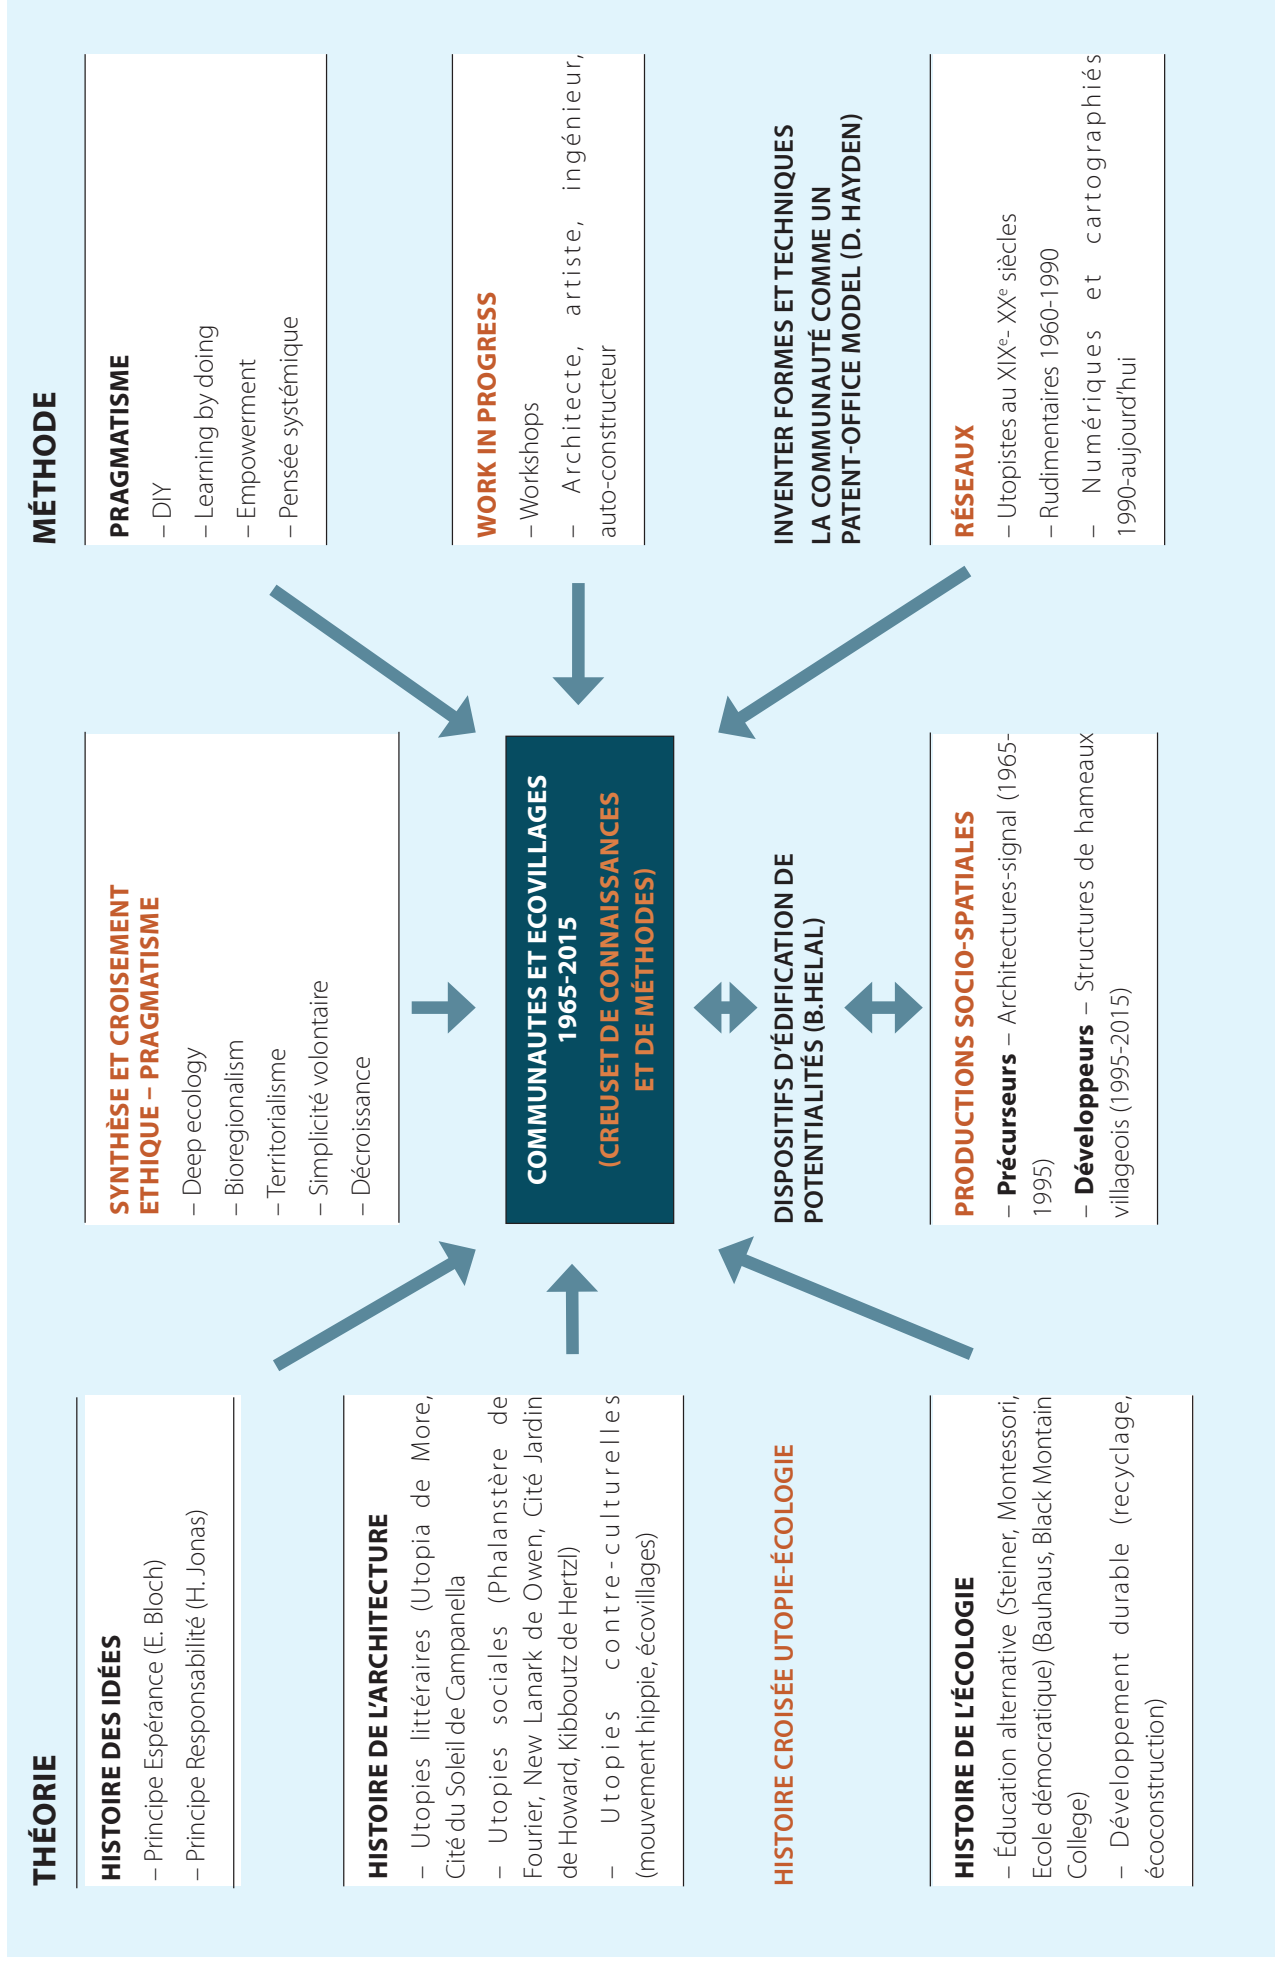 THÉORIE
HISTOIRE DES IDÉES
– Principe Espérance (E. Bloch)
– Principe Responsabilité (H. Jonas)
HISTOIRE DE L'ARCHITECTURE
– Utopies littéraires (Utopia de More,
Cité du Soleil de Campanella
– Utopies sociales (Phalanstère de
Fourier, New Lanark de Owen, Cité Jardin
de Howard, Kibboutz de Hertzl)
– Utopies contre-culturelles
(mouvement hippie, écovillages)
HISTOIRE CROISÉE UTOPIE-ÉCOLOGIE
HISTOIRE DE L'ÉCOLOGIE
– Éducation alternative (Steiner, Montessori,
Ecole démocratique) (Bauhaus, Black Montain
College)
– Développement durable (recyclage,
écoconstruction)
SYNTHÈSE ET CROISEMENT
ETHIQUE – PRAGMATISME
– Deep ecology
– Bioregionalism
– Territorialisme
– Simplicité volontaire
– Décroissance
COMMUNAUTES ET ECOVILLAGES
1965-2015
(CREUSET DE CONNAISSANCES
ET DE MÉTHODES)
DISPOSITIFS D'ÉDIFICATION DE
POTENTIALITÉS (B.HELAL)
PRODUCTIONS SOCIO-SPATIALES
– Précurseurs – Architectures-signal (1965-
1995)
– Développeurs – Structures de hameaux
villageois (1995-2015)
MÉTHODE
PRAGMATISME
– DIY
– Learning by doing
– Empowerment
– Pensée systémique
WORK IN PROGRESS
– Workshops
– Architecte, artiste, ingénieur,
auto-constructeur
INVENTER FORMES ET TECHNIQUES
LA COMMUNAUTÉ COMME UN
PATENT-OFFICE MODEL (D. HAYDEN)
RÉSEAUX
– Utopistes au XIXᵉ- XXᵉ siècles
– Rudimentaires 1960-1990
– Numériques et cartographiés
1990-aujourd'hui